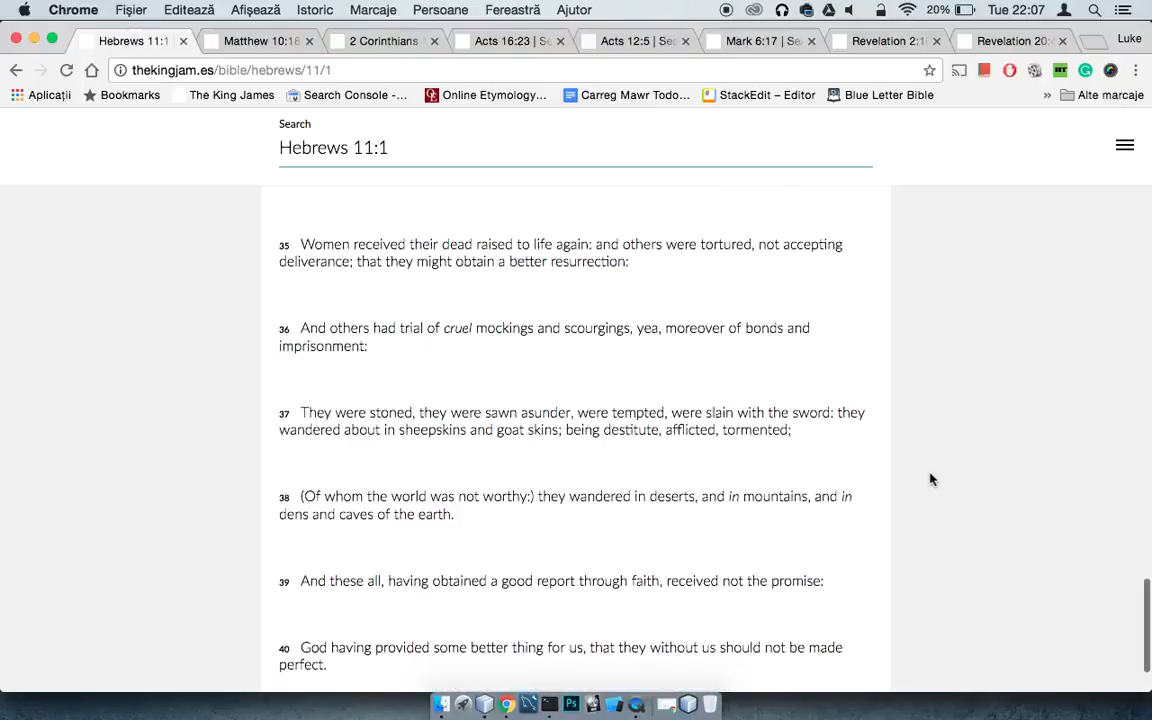 Chrome Fișier Editează Afișează Istoric Marcaje Persoane Fereastră Ajutor 20% Tue 22:07
Hebrews 11:1 Matthew 10:18 2 Corinthians Acts 16:23 | Se Acts 12:5 | Sea Mark 6:17 | Sea Revelation 2:1 Revelation 20:4 Luke
thekingjam.es/bible/hebrews/11/1
Aplicații Bookmarks The King James Search Console -... Online Etymology... Carreg Mawr Todo... StackEdit – Editor Blue Letter Bible » Alte marcaje
Search
Hebrews 11:1
35 Women received their dead raised to life again: and others were tortured, not accepting
deliverance; that they might obtain a better resurrection:
36 And others had trial of cruel mockings and scourgings, yea, moreover of bonds and
imprisonment:
37 They were stoned, they were sawn asunder, were tempted, were slain with the sword: they
wandered about in sheepskins and goat skins; being destitute, afflicted, tormented;
38 (Of whom the world was not worthy:) they wandered in deserts, and in mountains, and in
dens and caves of the earth.
39 And these all, having obtained a good report through faith, received not the promise:
40 God having provided some better thing for us, that they without us should not be made
perfect.